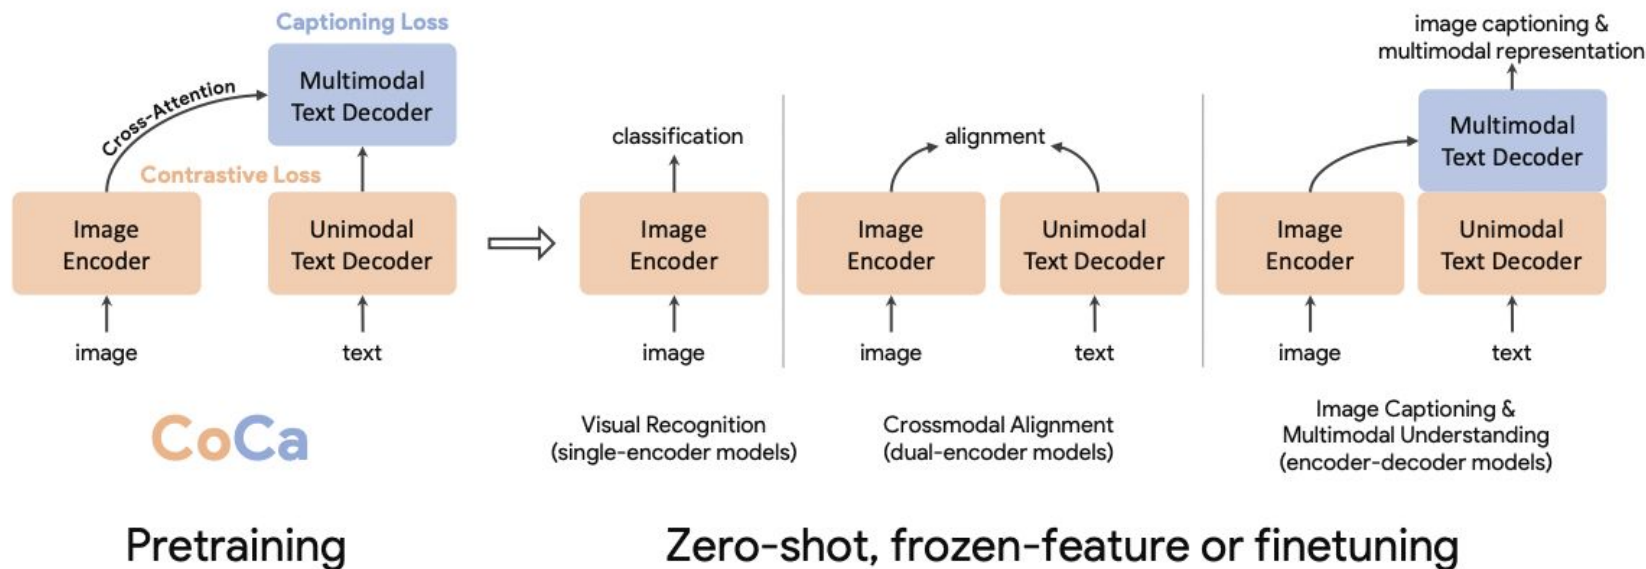 Captioning Loss
Multimodal
Text Decoder
Cross-Attention
Contrastive Loss
Image
Encoder
Unimodal
Text Decoder
image
text
CoCa
Pretraining
classification
Image
Encoder
image
Visual Recognition
(single-encoder models)
alignment
Image
Encoder
Unimodal
Text Decoder
image
text
Crossmodal Alignment
(dual-encoder models)
image captioning &
multimodal representation
Multimodal
Text Decoder
Image
Encoder
Unimodal
Text Decoder
image
text
Image Captioning &
Multimodal Understanding
(encoder-decoder models)
Zero-shot, frozen-feature or finetuning